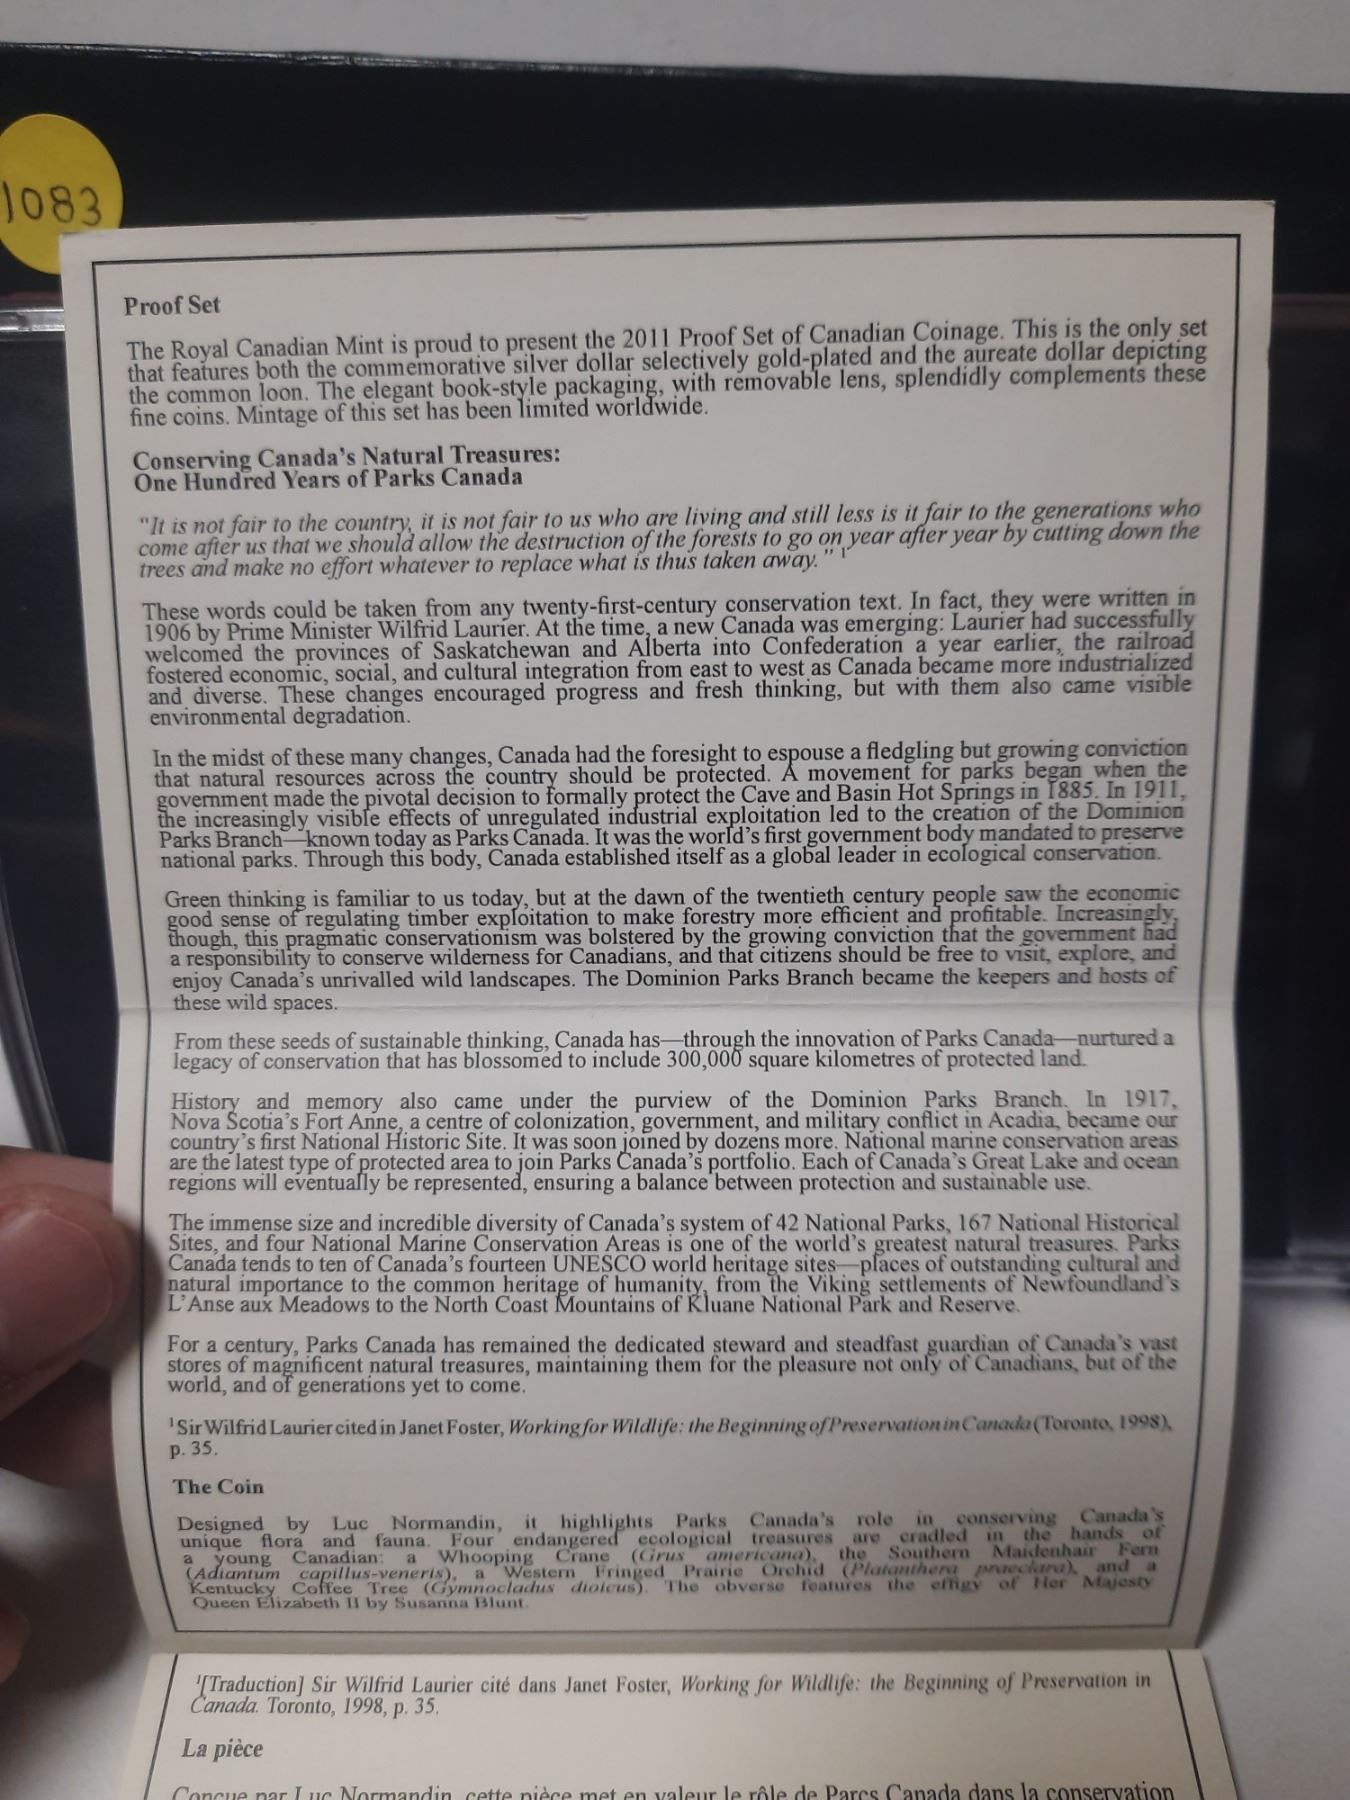 1083
Proof Set
The Royal Canadian Mint is proud to present the 2011 Proof Set of Canadian Coinage. This is the only set
that features both the commemorative silver dollar selectively gold-plated and the aureate dollar depicting
the common loon. The elegant book-style packaging, with removable lens, splendidly complements these
fine coins. Mintage of this set has been limited worldwide.
Conserving Canada's Natural Treasures:
One Hundred Years of Parks Canada
"It is not fair to the country, it is not fair to us who are living and still less is it fair to the generations who
come after us that we should allow the destruction of the forests to go on year after year by cutting down the
trees and make no effort whatever to replace what is thus taken away." 1
These words could be taken from any twenty-first-century conservation text. In fact, they were written in
1906 by Prime Minister Wilfrid Laurier. At the time, a new Canada was emerging: Laurier had successfully
welcomed the provinces of Saskatchewan and Alberta into Confederation a year earlier, the railroad
fostered economic, social, and cultural integration from east to west as Canada became more industrialized
and diverse. These changes encouraged progress and fresh thinking, but with them also came visible
environmental degradation.
In the midst of these many changes, Canada had the foresight to espouse a fledgling but growing conviction
that natural resources across the country should be protected. A movement for parks began when the
government made the pivotal decision to formally protect the Cave and Basin Hot Springs in 1885. In 1911,
the increasingly visible effects of unregulated industrial exploitation led to the creation of the Dominion
Parks Branch—known today as Parks Canada. It was the world's first government body mandated to preserve
national parks. Through this body, Canada established itself as a global leader in ecological conservation.
Green thinking is familiar to us today, but at the dawn of the twentieth century people saw the economic
good sense of regulating timber exploitation to make forestry more efficient and profitable. Increasingly,
though, this pragmatic conservationism was bolstered by the growing conviction that the government had
a responsibility to conserve wilderness for Canadians, and that citizens should be free to visit, explore, and
enjoy Canada's unrivalled wild landscapes. The Dominion Parks Branch became the keepers and hosts of
these wild spaces.
From these seeds of sustainable thinking, Canada has—through the innovation of Parks Canada—nurtured a
legacy of conservation that has blossomed to include 300,000 square kilometres of protected land.
History and memory also came under the purview of the Dominion Parks Branch. In 1917,
Nova Scotia's Fort Anne, a centre of colonization, government, and military conflict in Acadia, became our
country's first National Historic Site. It was soon joined by dozens more. National marine conservation areas
are the latest type of protected area to join Parks Canada's portfolio. Each of Canada's Great Lake and ocean
regions will eventually be represented, ensuring a balance between protection and sustainable use.
The immense size and incredible diversity of Canada's system of 42 National Parks, 167 National Historical
Sites, and four National Marine Conservation Areas is one of the world's greatest natural treasures. Parks
Canada tends to ten of Canada's fourteen UNESCO world heritage sites—places of outstanding cultural and
natural importance to the common heritage of humanity, from the Viking settlements of Newfoundland's
L'Anse aux Meadows to the North Coast Mountains of Kluane National Park and Reserve.
For a century, Parks Canada has remained the dedicated steward and steadfast guardian of Canada's vast
stores of magnificent natural treasures, maintaining them for the pleasure not only of Canadians, but of the
world, and of generations yet to come.
1 Sir Wilfrid Laurier cited in Janet Foster, Working for Wildlife: the Beginning of Preservation in Canada (Toronto, 1998),
p. 35.
The Coin
Designed by Luc Normandin, it highlights Parks Canada's role in conserving Canada's
unique flora and fauna. Four endangered ecological treasures are cradled in the hands of
a young Canadian: a Whooping Crane (Grus americana), the Southern Maidenhair Fern
(Adiantum capillus-veneris), a Western Fringed Prairie Orchid (Platanthera praeclara), and a
Kentucky Coffee Tree (Gymnocladus dioicus). The obverse features the effigy of Her Majesty
Queen Elizabeth II by Susanna Blunt.
1[Traduction] Sir Wilfrid Laurier cité dans Janet Foster, Working for Wildlife: the Beginning of Preservation in
Canada. Toronto, 1998, p. 35.
La pièce
Conçue par Luc Normandin, cette pièce met en valeur le rôle de Parcs Canada dans la conservation